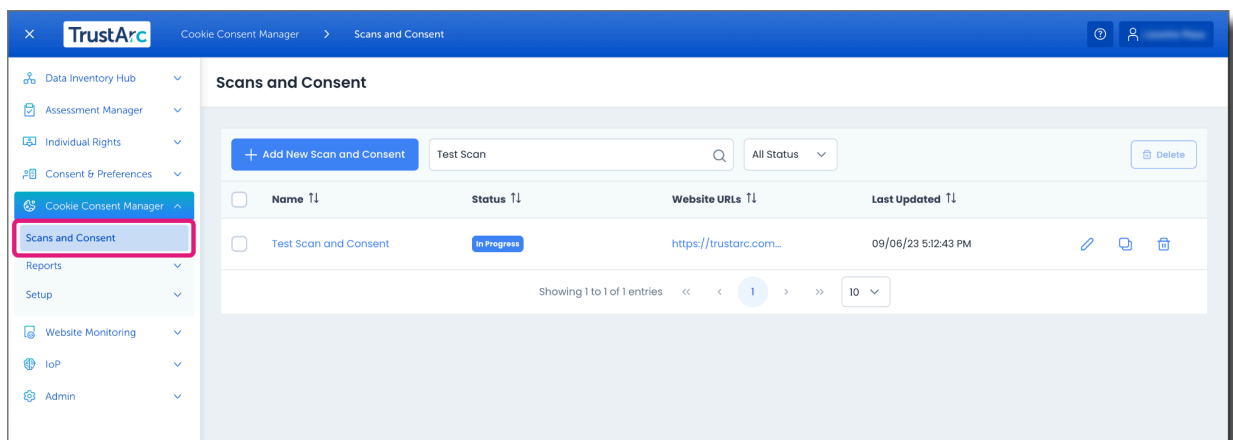 TrustArc
Cookie Consent Manager > Scans and Consent
Data Inventory Hub
Assessment Manager
Individual Rights
Consent & Preferences
Cookie Consent Manager
Scans and Consent
Reports
Setup
Website Monitoring
IoP
Admin
Scans and Consent
+ Add New Scan and Consent Test Scan All Status Delete
Name Status Website URLs Last Updated
Test Scan and Consent In Progress https://trustarc.com... 09/06/23 5:12:43 PM
Showing 1 to 1 of 1 entries << < 1 > >> 10